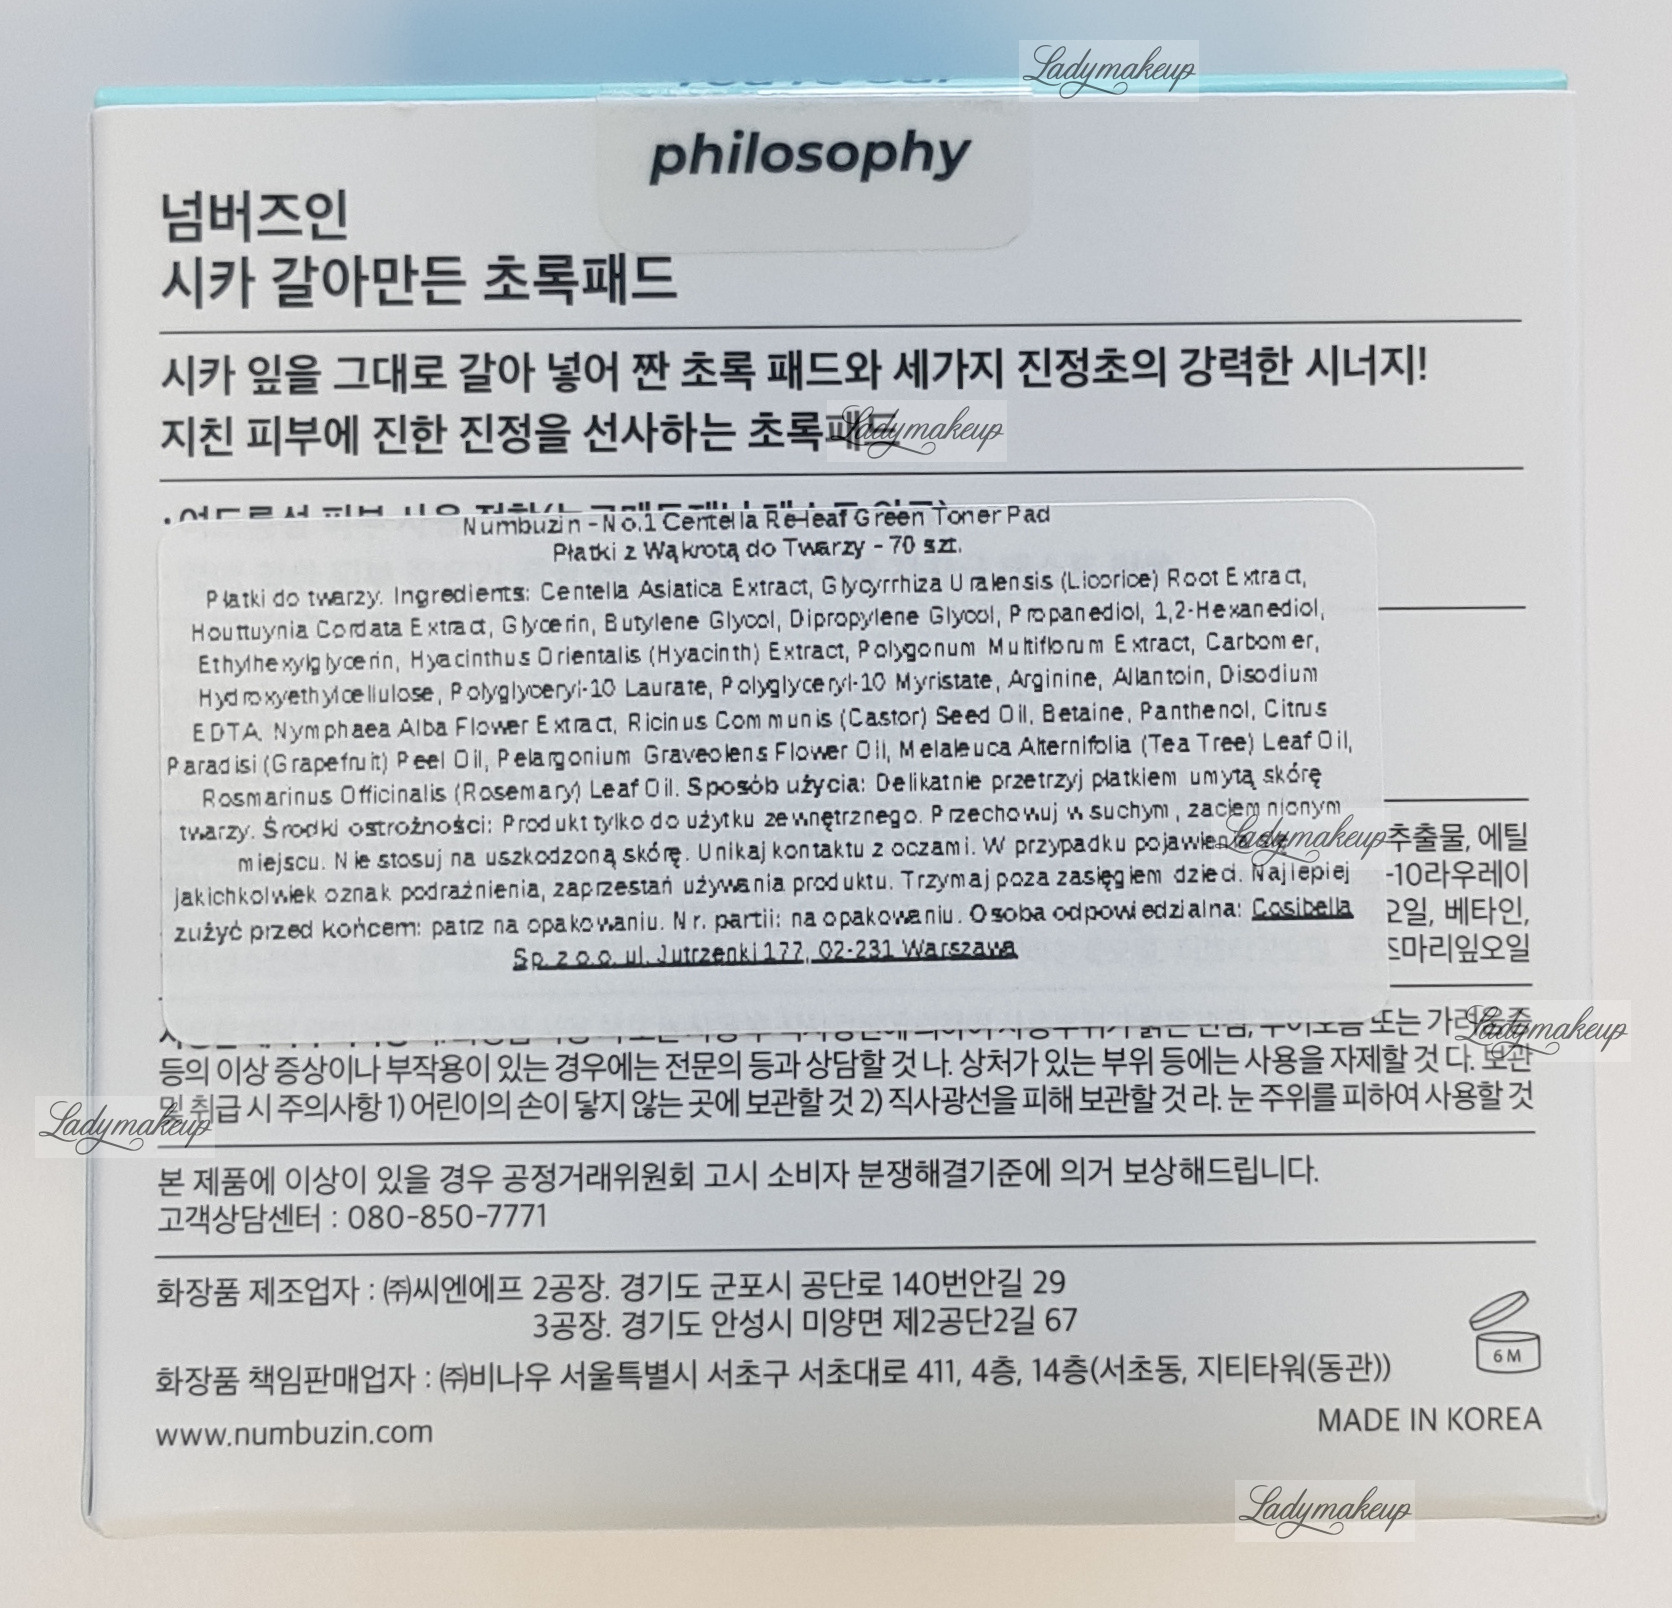 Ladymakeup
philosophy
넘버즈인
시카 갈아만든 초록패드
시카 잎을 그대로 갈아 넣어 짠 초록 패드와 세가지 진정초의 강력한 시너지!
지친 피부에 진한 진정을 선사하는 초록패드
Ladymakeup
Numbuzin - No.1 Centella Re-leaf Green Toner Pad
Płatki z Wąkrotą do Twarzy - 70 szt.
Płatki do twarzy. Ingredients: Centella Asiatica Extract, Glycyrrhiza Uralensis (Licorice) Root Extract,
Houttuynia Cordata Extract, Glycerin, Butylene Glycol, Dipropylene Glycol, Propanediol, 1,2-Hexanediol,
Ethylhexylglycerin, Hyacinthus Orientalis (Hyacinth) Extract, Polygonum Multiflorum Extract, Carbomer,
Hydroxyethylcellulose, Polyglyceryl-10 Laurate, Polyglyceryl-10 Myristate, Arginine, Allantoin, Disodium
EDTA, Nymphaea Alba Flower Extract, Ricinus Communis (Castor) Seed Oil, Betaine, Panthenol, Citrus
Paradisi (Grapefruit) Peel Oil, Pelargonium Graveolens Flower Oil, Melaleuca Alternifolia (Tea Tree) Leaf Oil,
Rosmarinus Officinalis (Rosemary) Leaf Oil. Sposób użycia: Delikatnie przetrzyj płatkiem umytą skórę
twarzy. Środki ostrożności: Produkt tylko do użytku zewnętrznego. Przechowuj w suchym, zaciemnionym
miejscu. Nie stosuj na uszkodzoną skórę. Unikaj kontaktu z oczami. W przypadku pojawienia się
Ladymakeup
jakichkolwiek oznak podrażnienia, zaprzestań używania produktu. Trzymaj poza zasięgiem dzieci. Najlepiej
zużyć przed końcem: patrz na opakowaniu. Nr. partii: na opakowaniu. Osoba odpowiedzialna: Cosibella
Sp. z o.o. ul. Jutrzenki 177, 02-231 Warszawa
추출물, 에틸
-10라우레이
오일, 베타인,
즈마리잎오일
또는
Ladymakeup
등의 이상 증상이나 부작용이 있는 경우에는 전문의 등과 상담할 것 나. 상처가 있는 부위 등에는 사용을 자제할 것 다. 보관
및 취급 시 주의사항 1) 어린이의 손이 닿지 않는 곳에 보관할 것 2) 직사광선을 피해 보관할 것 라. 눈 주위를 피하여 사용할 것
Ladymakeup
본 제품에 이상이 있을 경우 공정거래위원회 고시 소비자 분쟁해결기준에 의거 보상해드립니다.
고객상담센터 : 080-850-7771
화장품 제조업자 : ㈜씨엔에프 2공장. 경기도 군포시 공단로 140번안길 29
3공장. 경기도 안성시 미양면 제2공단2길 67
화장품 책임판매업자 : ㈜비나우 서울특별시 서초구 서초대로 411, 4층, 14층(서초동, 지티타워(동관))
6M
www.numbuzin.com
MADE IN KOREA
Ladymakeup